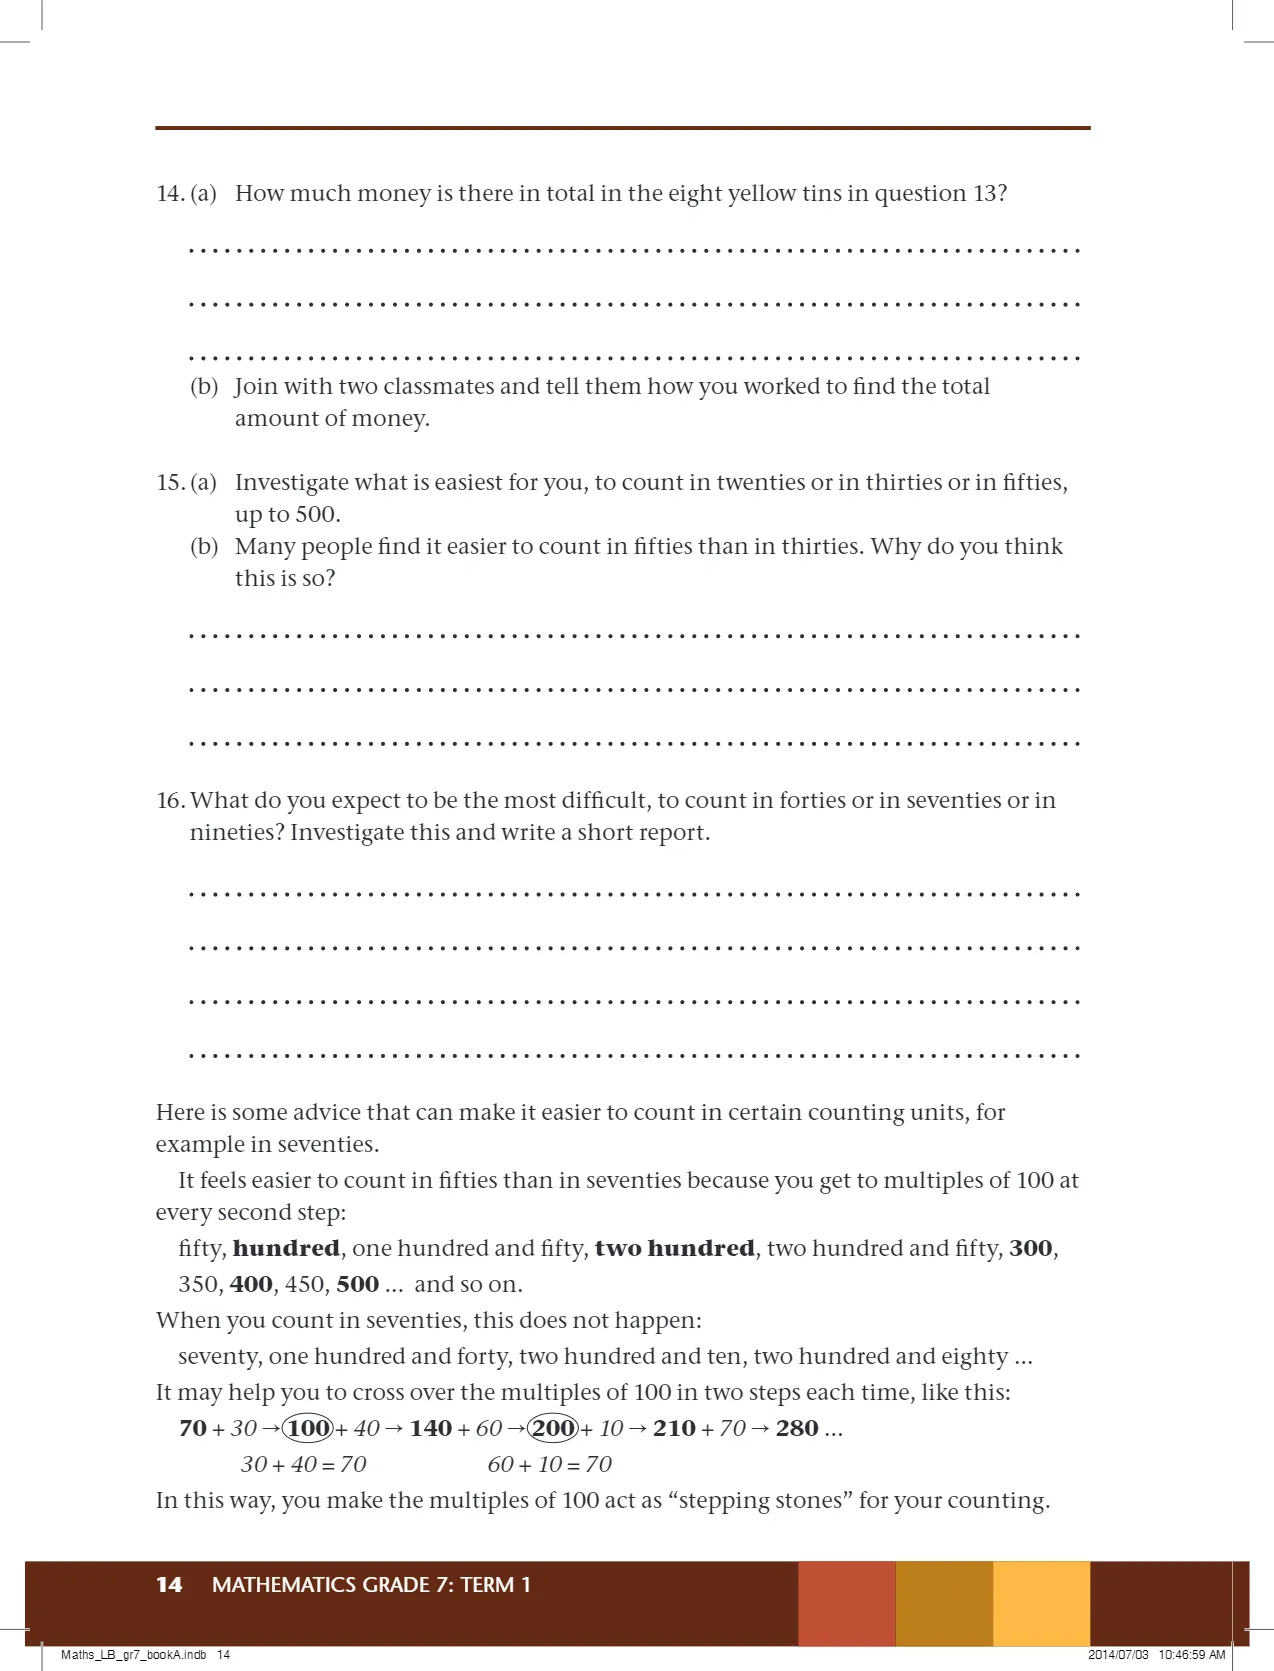 14. (a) How much money is there in total in the eight yellow tins in question 13?
(b) Join with two classmates and tell them how you worked to find the total
amount of money.
15. (a) Investigate what is easiest for you, to count in twenties or in thirties or in fifties,
up to 500.
(b) Many people find it easier to count in fifties than in thirties. Why do you think
this is so?
16. What do you expect to be the most difficult, to count in forties or in seventies or in
nineties? Investigate this and write a short report.
Here is some advice that can make it easier to count in certain counting units, for
example in seventies.
It feels easier to count in fifties than in seventies because you get to multiples of 100 at
every second step:
fifty, hundred, one hundred and fifty, two hundred, two hundred and fifty, 300,
350, 400, 450, 500 ... and so on.
When you count in seventies, this does not happen:
seventy, one hundred and forty, two hundred and ten, two hundred and eighty ...
It may help you to cross over the multiples of 100 in two steps each time, like this:
70 + 30 → 100 + 40 → 140 + 60 → 200 + 10 → 210 + 70 → 280 ...
30 + 40 = 70 60 + 10 = 70
In this way, you make the multiples of 100 act as “stepping stones” for your counting.
14 MATHEMATICS GRADE 7: TERM 1
Maths_LB_gr7_bookA.indb 14 2014/07/03 10:46:59 AM